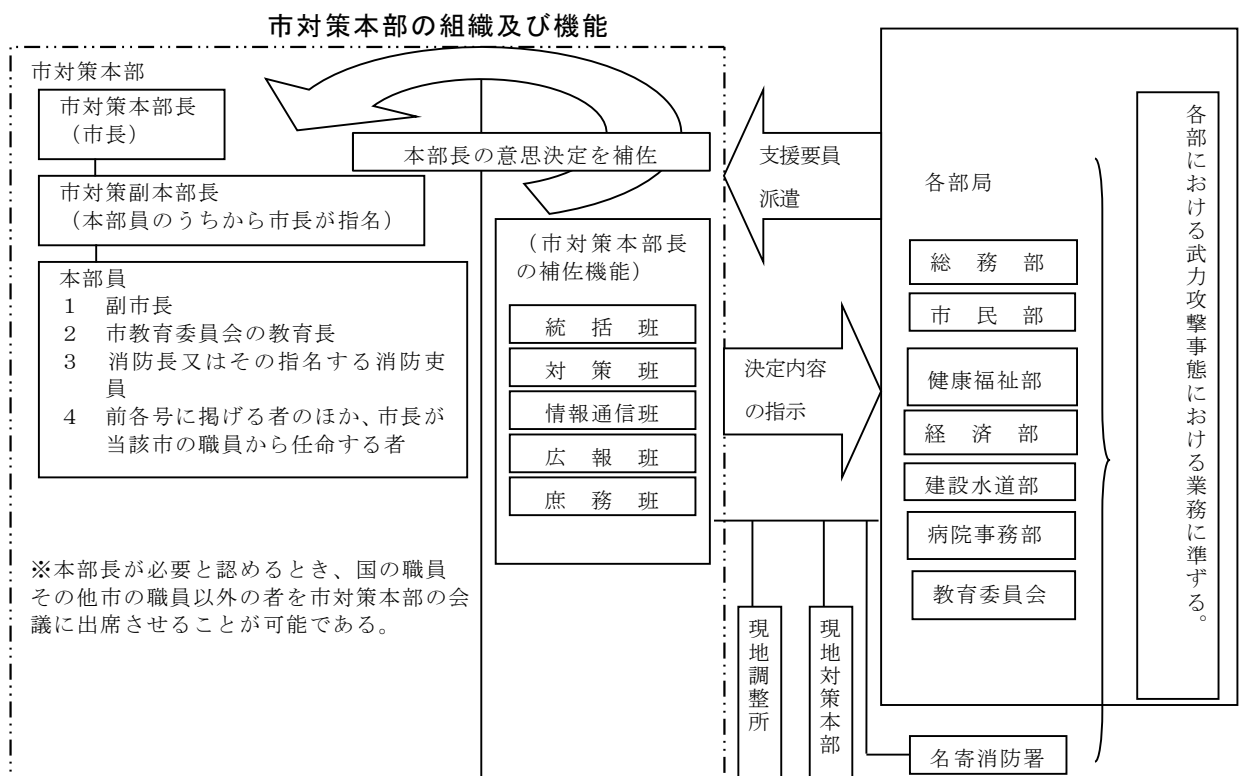 市対策本部の組織及び機能
市対策本部
市対策本部長
（市長）
市対策副本部長
（本部員のうちから市長が指名）
本部員
１　副市長
２　市教育委員会の教育長
３　消防長又はその指名する消防吏
員
４　前各号に掲げる者のほか、市長が
当該市の職員から任命する者
※本部長が必要と認めるとき、国の職員
その他市の職員以外の者を市対策本部の会
議に出席させることが可能である。
本部長の意思決定を補佐
（市対策本部長
の補佐機能）
統　括　班
対　策　班
情報通信班
広　報　班
庶　務　班
支援要員
派遣
決定内容
の指示
現地調整所
現地対策本部
各部局
総　務　部
市　民　部
健康福祉部
経　済　部
建設水道部
病院事務部
教育委員会
名寄消防署
各部における武力攻撃事態における業務に準ずる。